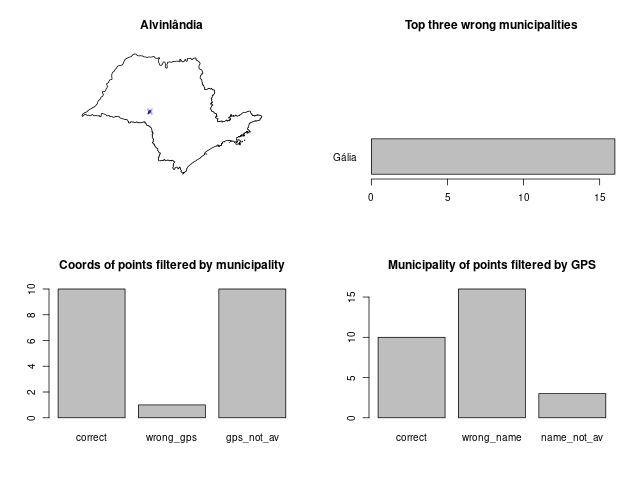 Alvinlândia
Top three wrong municipalities
Gália
0 5 10 15
Coords of points filtered by municipality
10
8
6
4
2
0
correct wrong_gps gps_not_av
Municipality of points filtered by GPS
15
10
5
0
correct wrong_name name_not_av